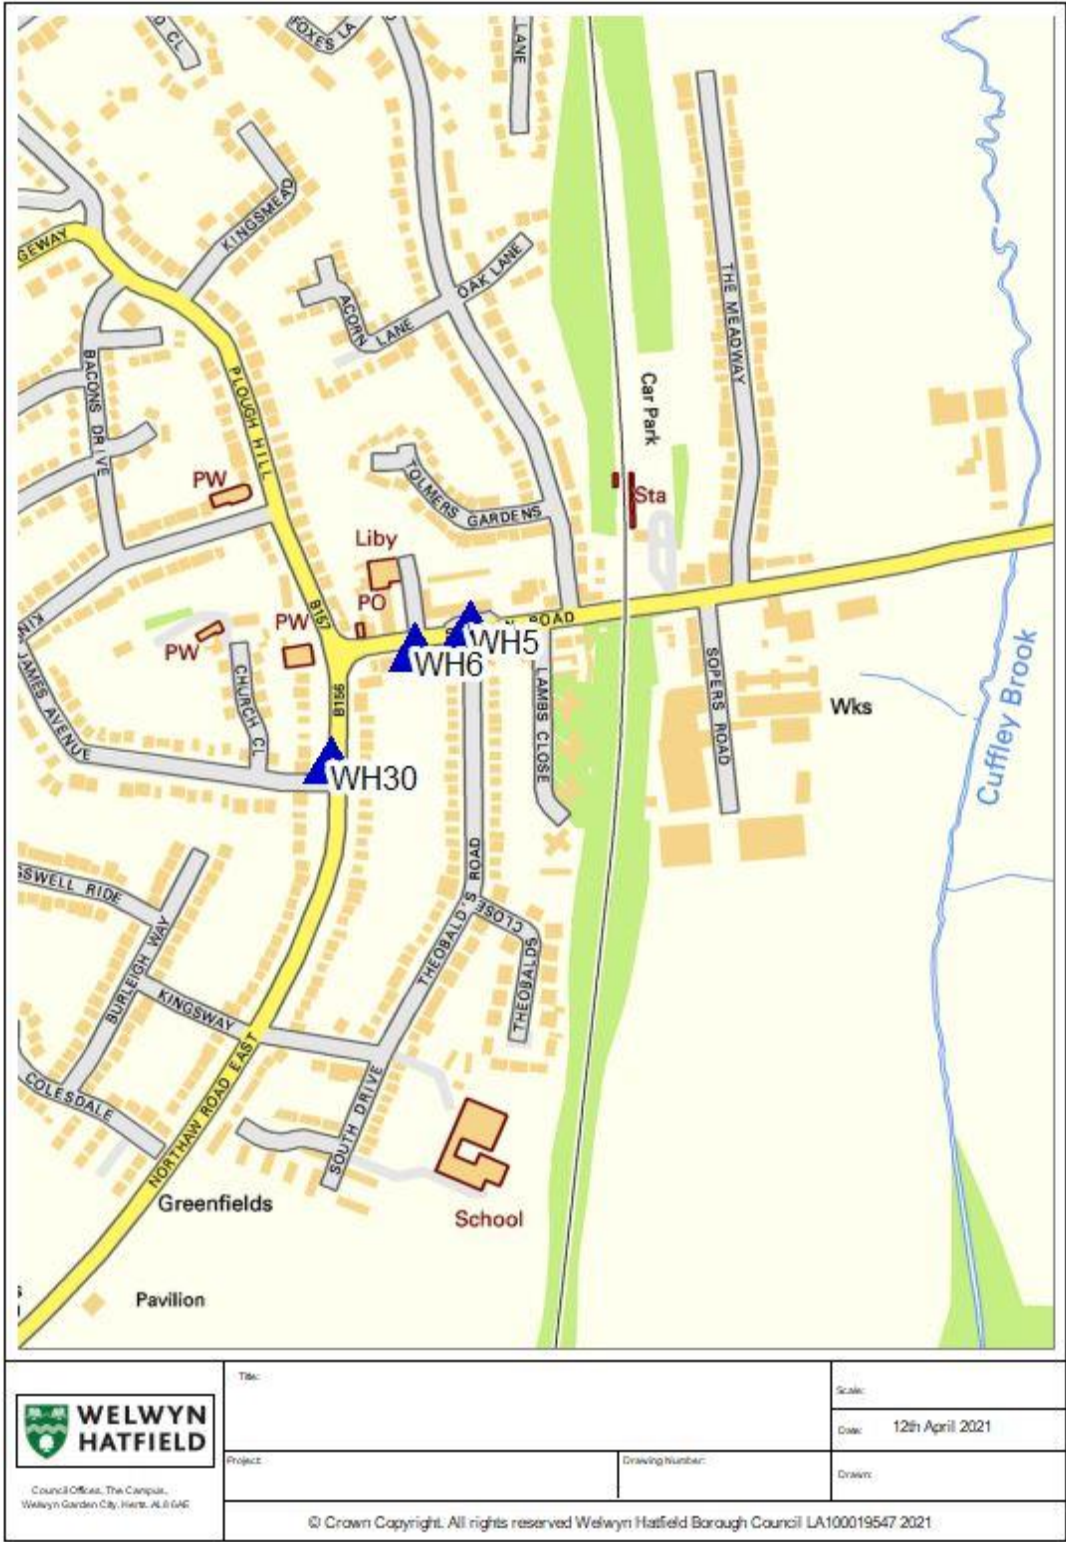 D CL
FOXES LA
LANE
KINGSMEAD
GEWAY
ACORN
LANE
OAK LANE
THE MEADWAY
BACONS DRIVE
PLOUGH HILL
Car Park
PW
TOLMERS GARDENS
Sta
Liby
PO
B157
PW
PW
ROAD
WH5
WH6
KIN
JAMES AVENUE
CHURCH CL
B156
LAMBS CLOSE
SOPERS ROAD
Wks
Cuffley Brook
WH30
SSWELL RIDE
BURLEIGH WAY
KINGSWAY
THEOBALD'S ROAD
CLOSE
THEOBALDS
COLESDALE
NORTHAW ROAD EAST
SOUTH DRIVE
Greenfields
School
Pavilion
WELWYN
HATFIELD
Council Offices, The Campus,
Welwyn Garden City, Herts, AL8 6AE
Title:
Scale:
Date: 12th April 2021
Project:
Drawing Number:
Drawn:
© Crown Copyright. All rights reserved Welwyn Hatfield Borough Council LA100019547 2021